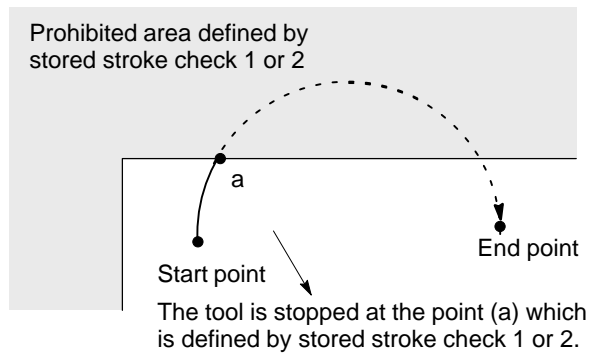 Prohibited area defined by
stored stroke check 1 or 2
a
End point
Start point
The tool is stopped at the point (a) which
is defined by stored stroke check 1 or 2.